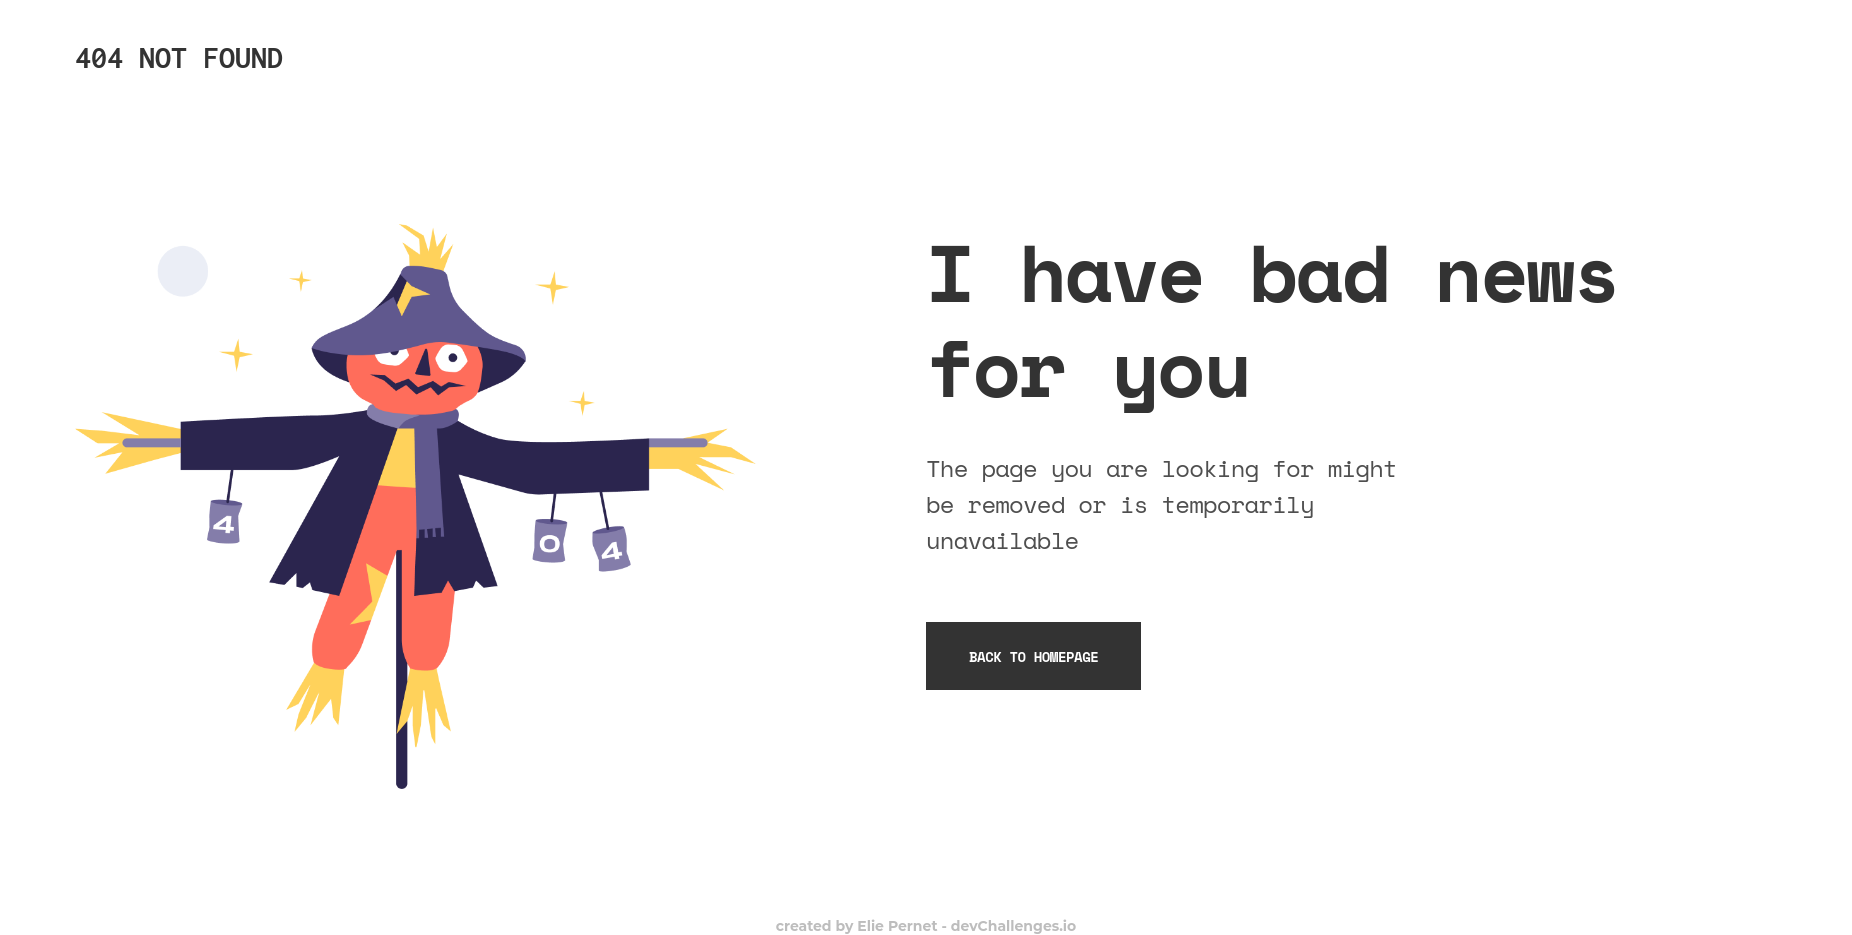 404 NOT FOUND
4
0
4
I have bad news
for you
The page you are looking for might
be removed or is temporarily
unavailable
BACK TO HOMEPAGE
created by Elie Pernet - devChallenges.io